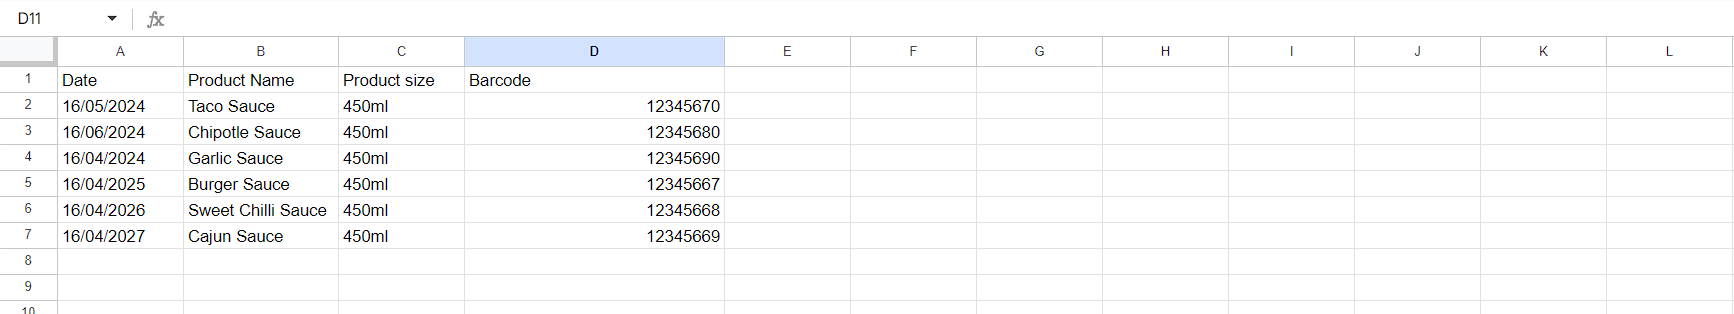 D11 fx
A B C D E F G H I J K L
1 Date Product Name Product size Barcode
2 16/05/2024 Taco Sauce 450ml 12345670
3 16/06/2024 Chipotle Sauce 450ml 12345680
4 16/04/2024 Garlic Sauce 450ml 12345690
5 16/04/2025 Burger Sauce 450ml 12345667
6 16/04/2026 Sweet Chilli Sauce 450ml 12345668
7 16/04/2027 Cajun Sauce 450ml 12345669
8
9
10